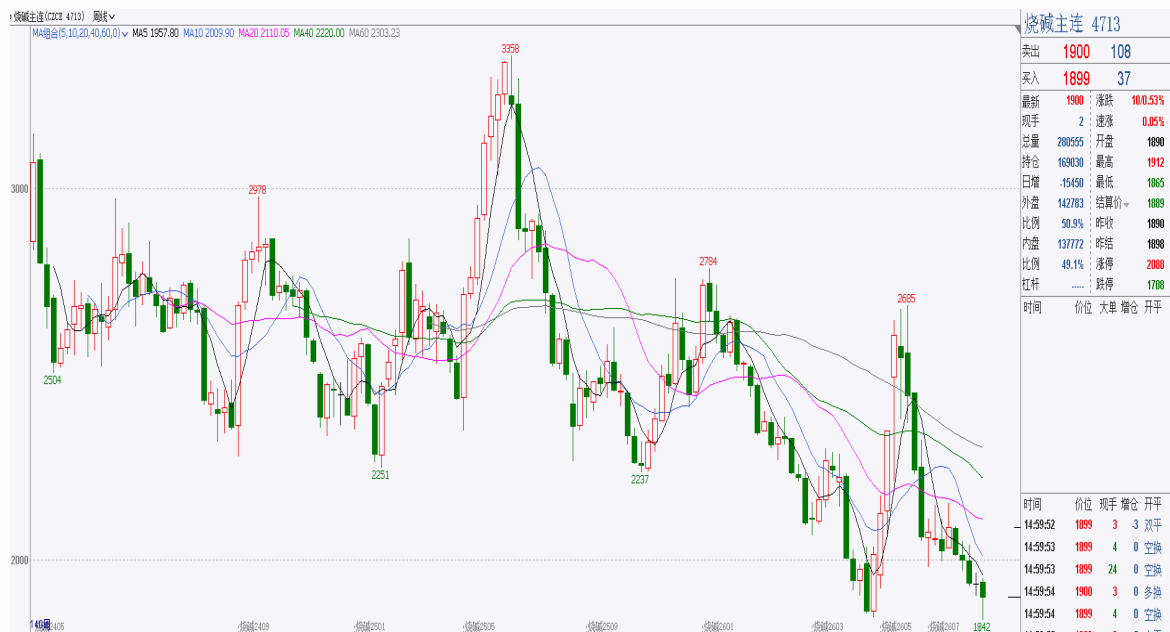 烧碱主连(CZCE 4713) 周线
MA组合(5,10,20,40,60,0) MA5 1957.80 MA10 2009.90 MA20 2110.05 MA40 2220.00 MA60 2303.23
3358
3000
2978
2784
2685
2504
2251
2237
2000
1842
烧碱2409 烧碱2501 烧碱2505 烧碱2509 烧碱2601 烧碱2603 烧碱2605 烧碱2607
烧碱主连 4713
卖出 1900 108
买入 1899 37
最新 1900 涨跌 10/0.53%
现手 2 速涨 0.05%
总量 280555 开盘 1890
持仓 169030 最高 1912
日增 -15450 最低 1865
外盘 142783 结算价 1889
比例 50.9% 昨收 1890
内盘 137772 昨结 1898
比例 49.1% 涨停 2088
杠杆 ----- 跌停 1708
时间 价位 大单 增仓 开平
时间 价位 现手 增仓 开平
14:59:52 1899 3 -3 双平
14:59:53 1899 4 0 空换
14:59:53 1899 24 0 空换
14:59:54 1900 3 0 多换
14:59:54 1899 4 0 空换